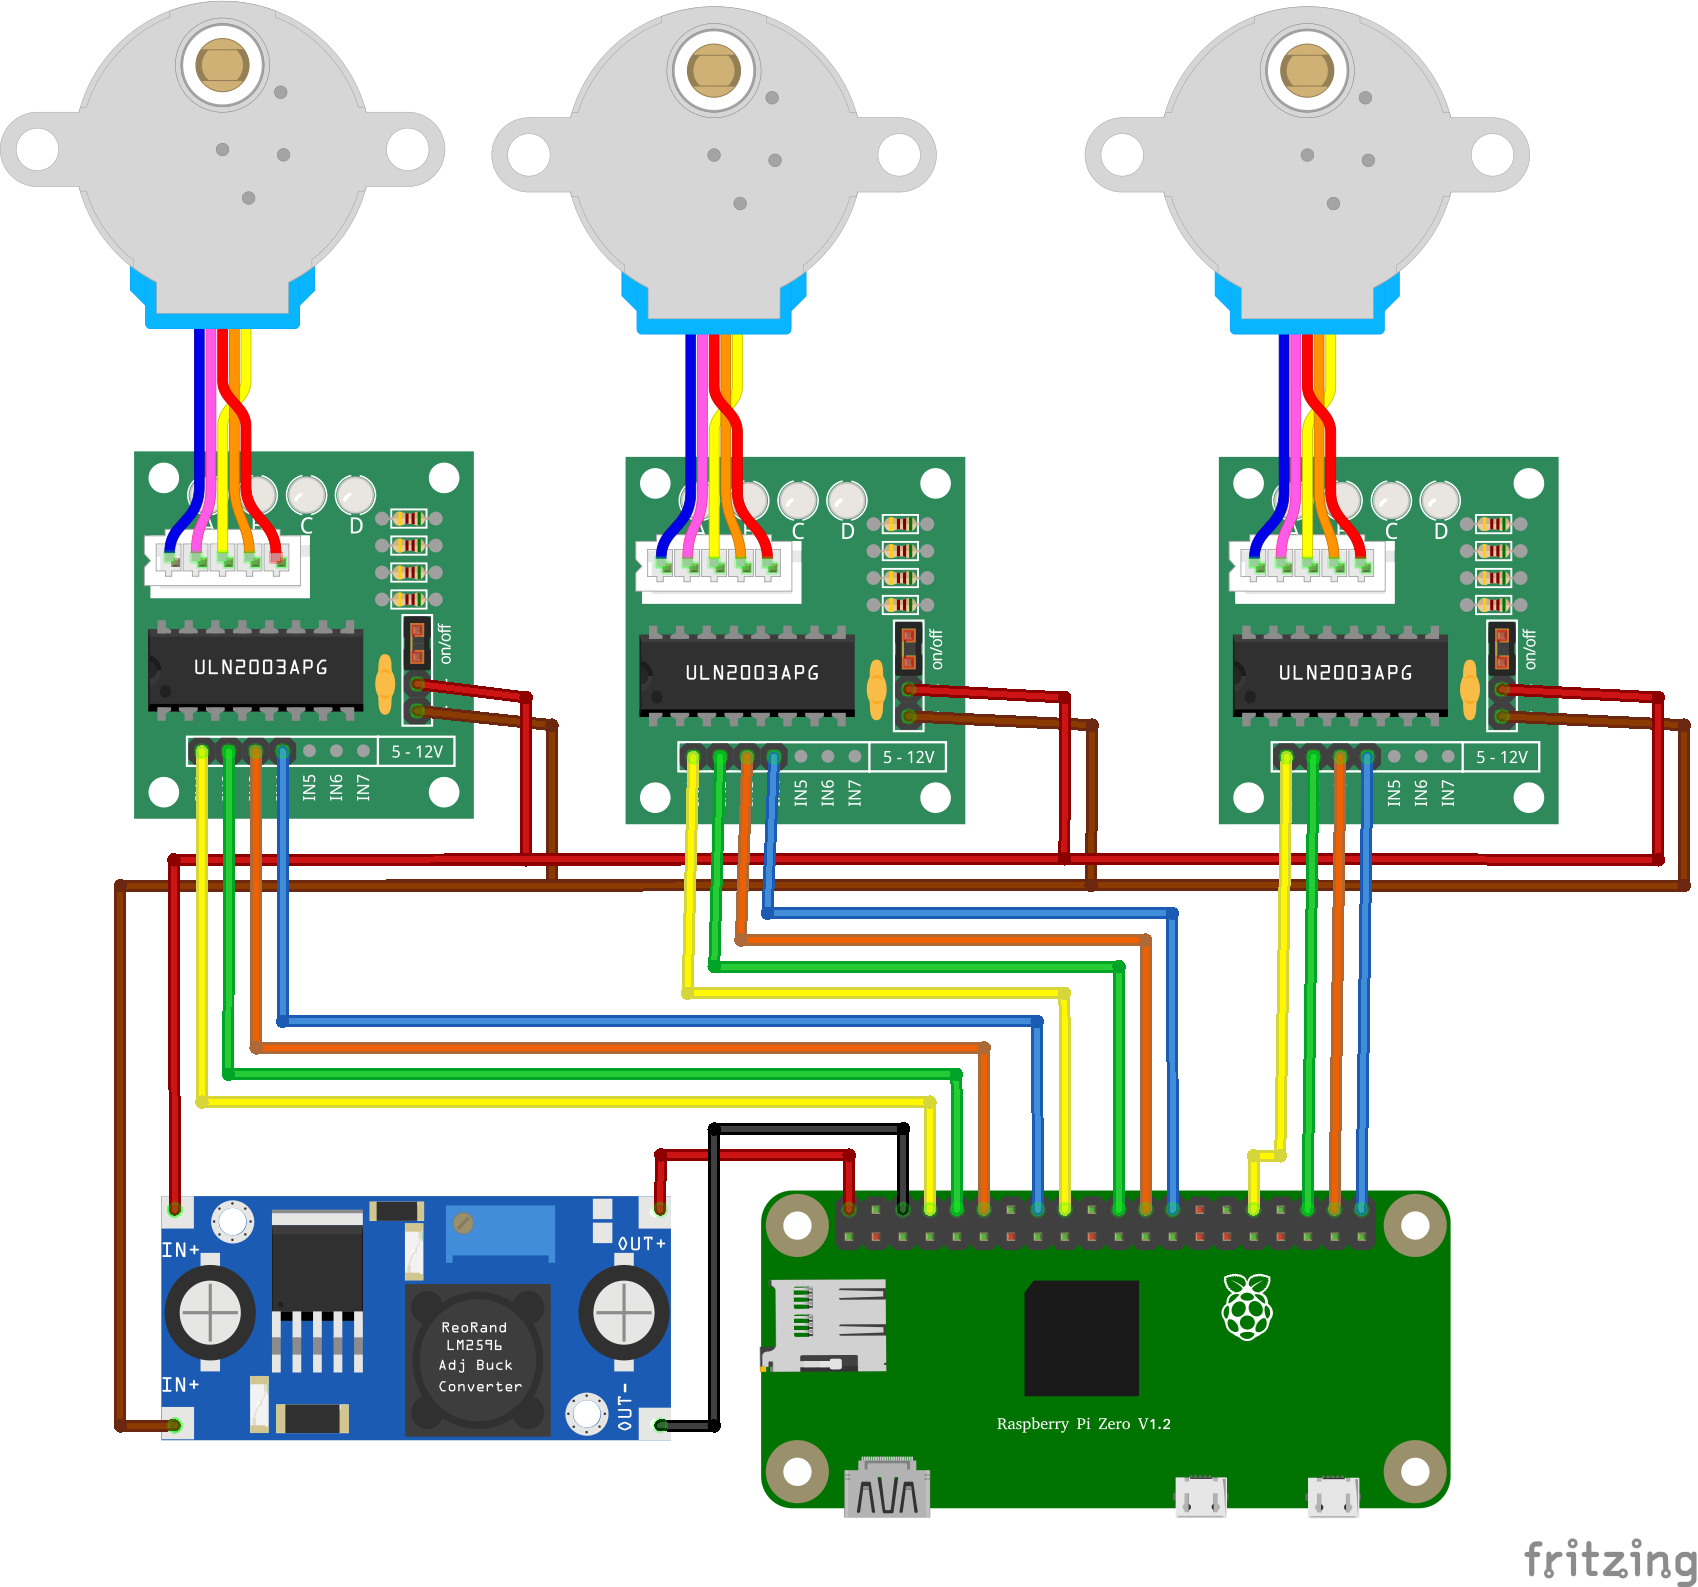 C
D
C
D
C
D
on/off
on/off
on/off
ULN2003APG
ULN2003APG
ULN2003APG
5 - 12V
5 - 12V
5 - 12V
IN5
IN6
IN7
IN5
IN6
IN7
IN5
IN6
IN7
IN+
OUT+
ReoRand
LM2596
Adj Buck
Converter
IN+
OUT-
Raspberry Pi Zero V1.2
fritzing